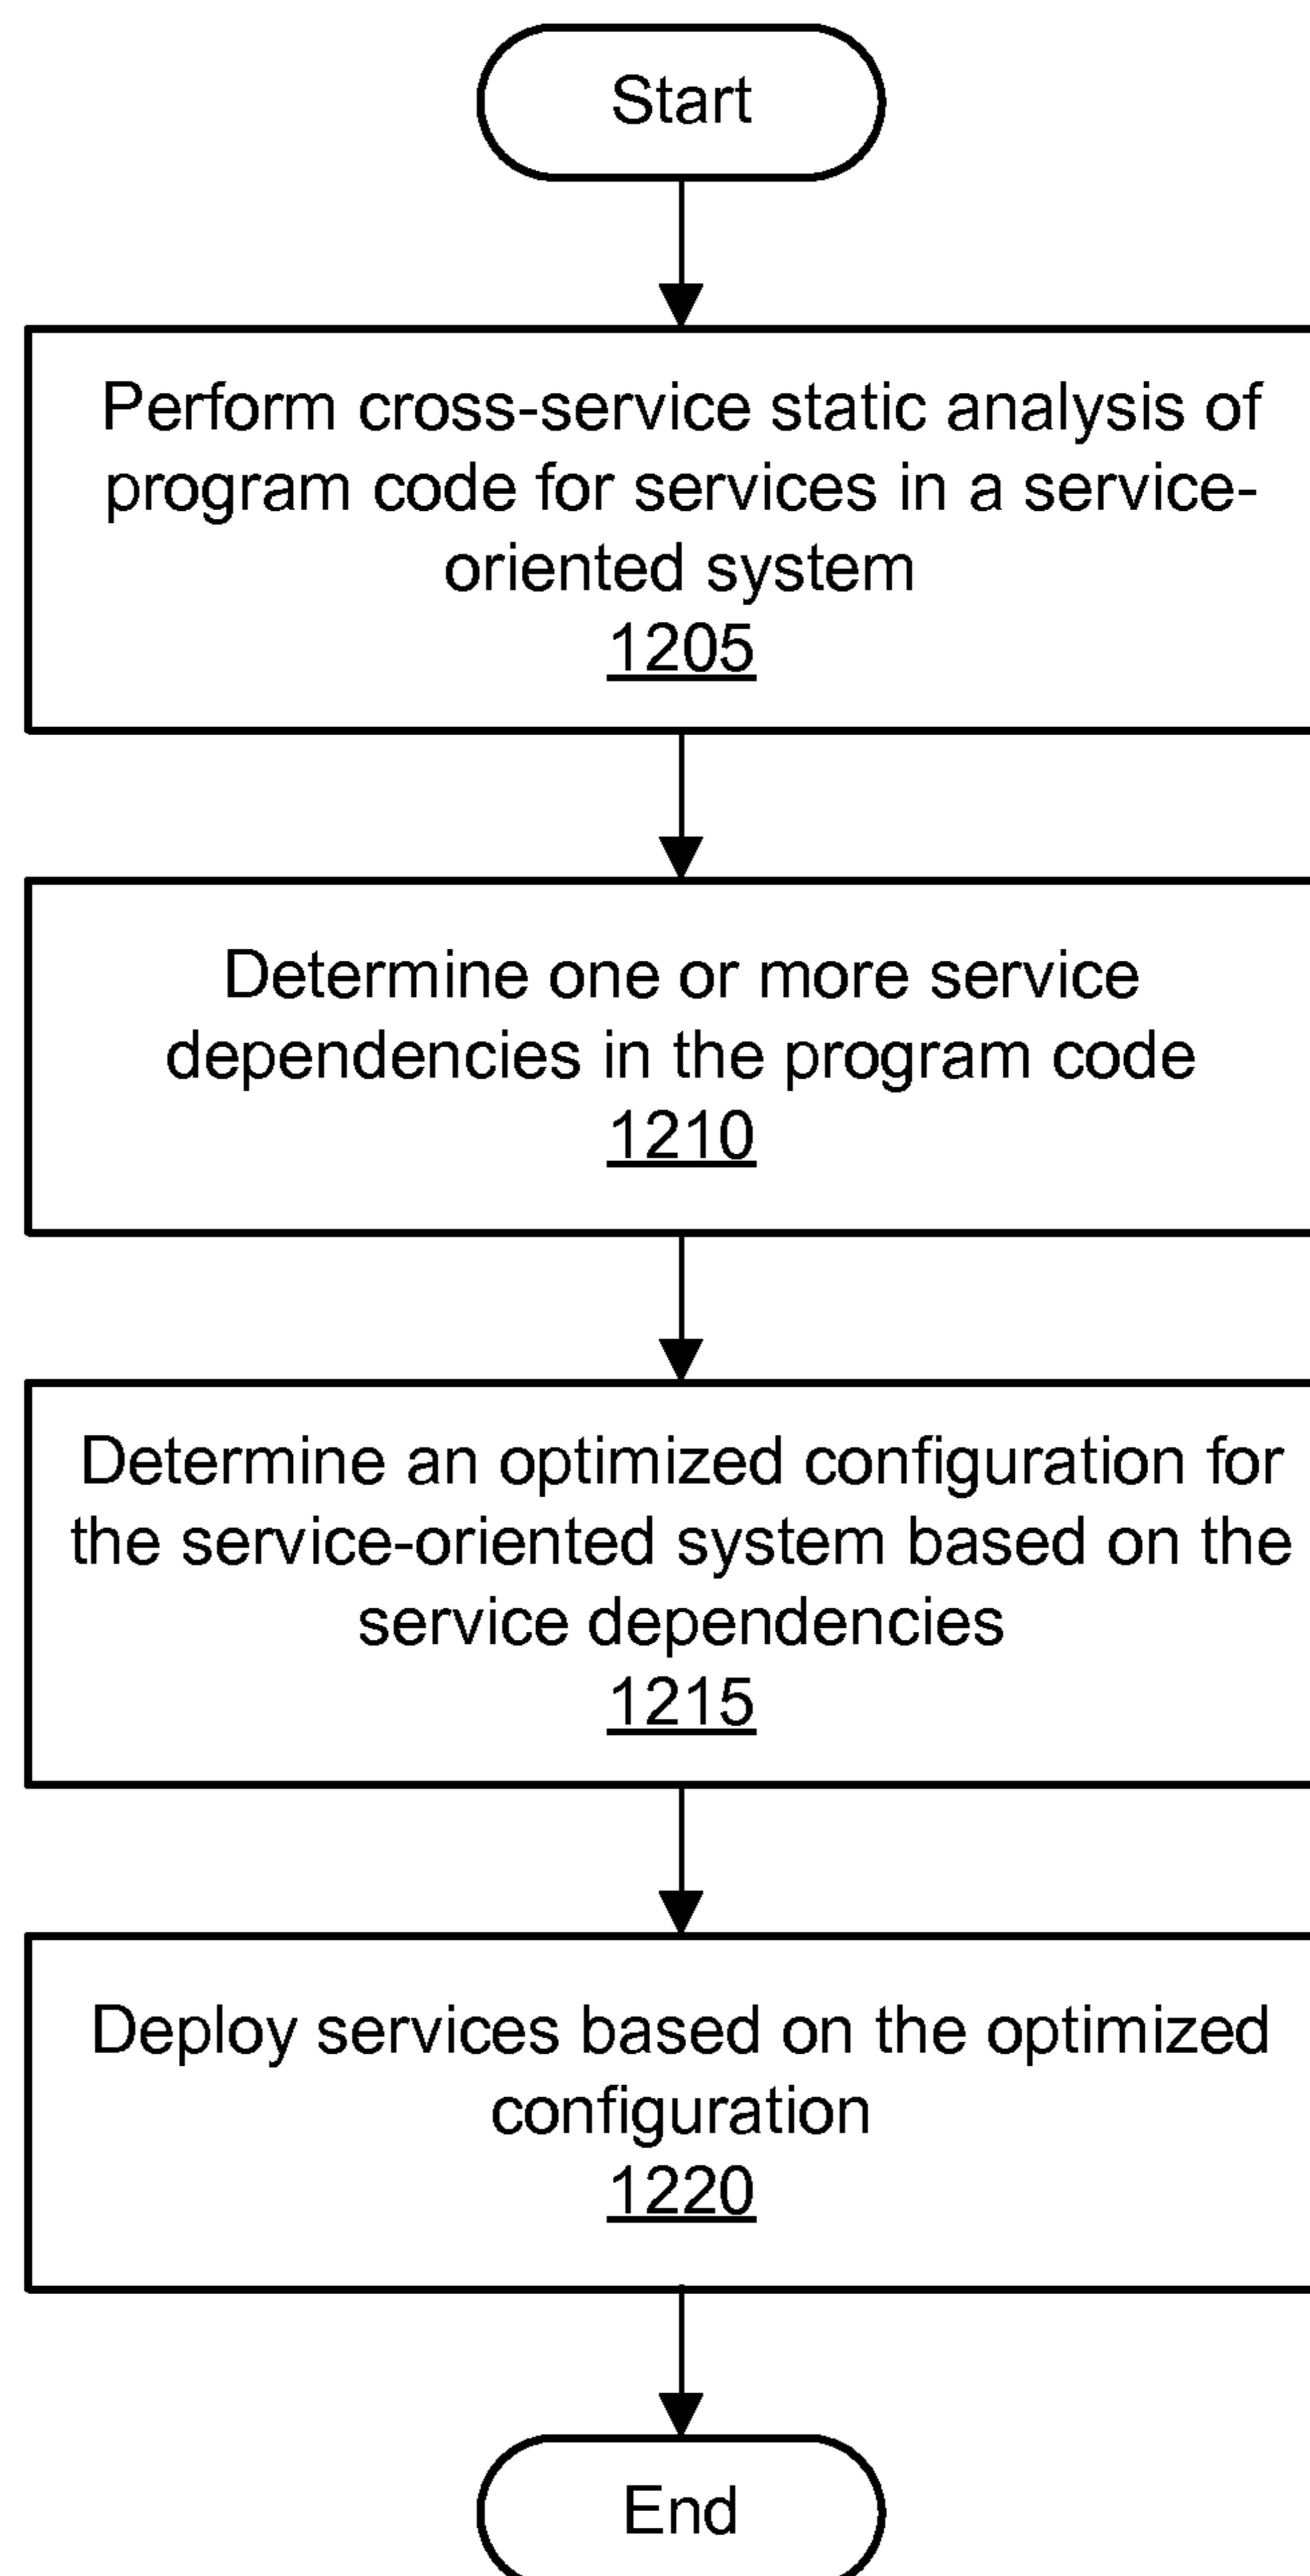 Start
Perform cross-service static analysis of
program code for services in a service-
oriented system
1205
Determine one or more service
dependencies in the program code
1210
Determine an optimized configuration for
the service-oriented system based on the
service dependencies
1215
Deploy services based on the optimized
configuration
1220
End